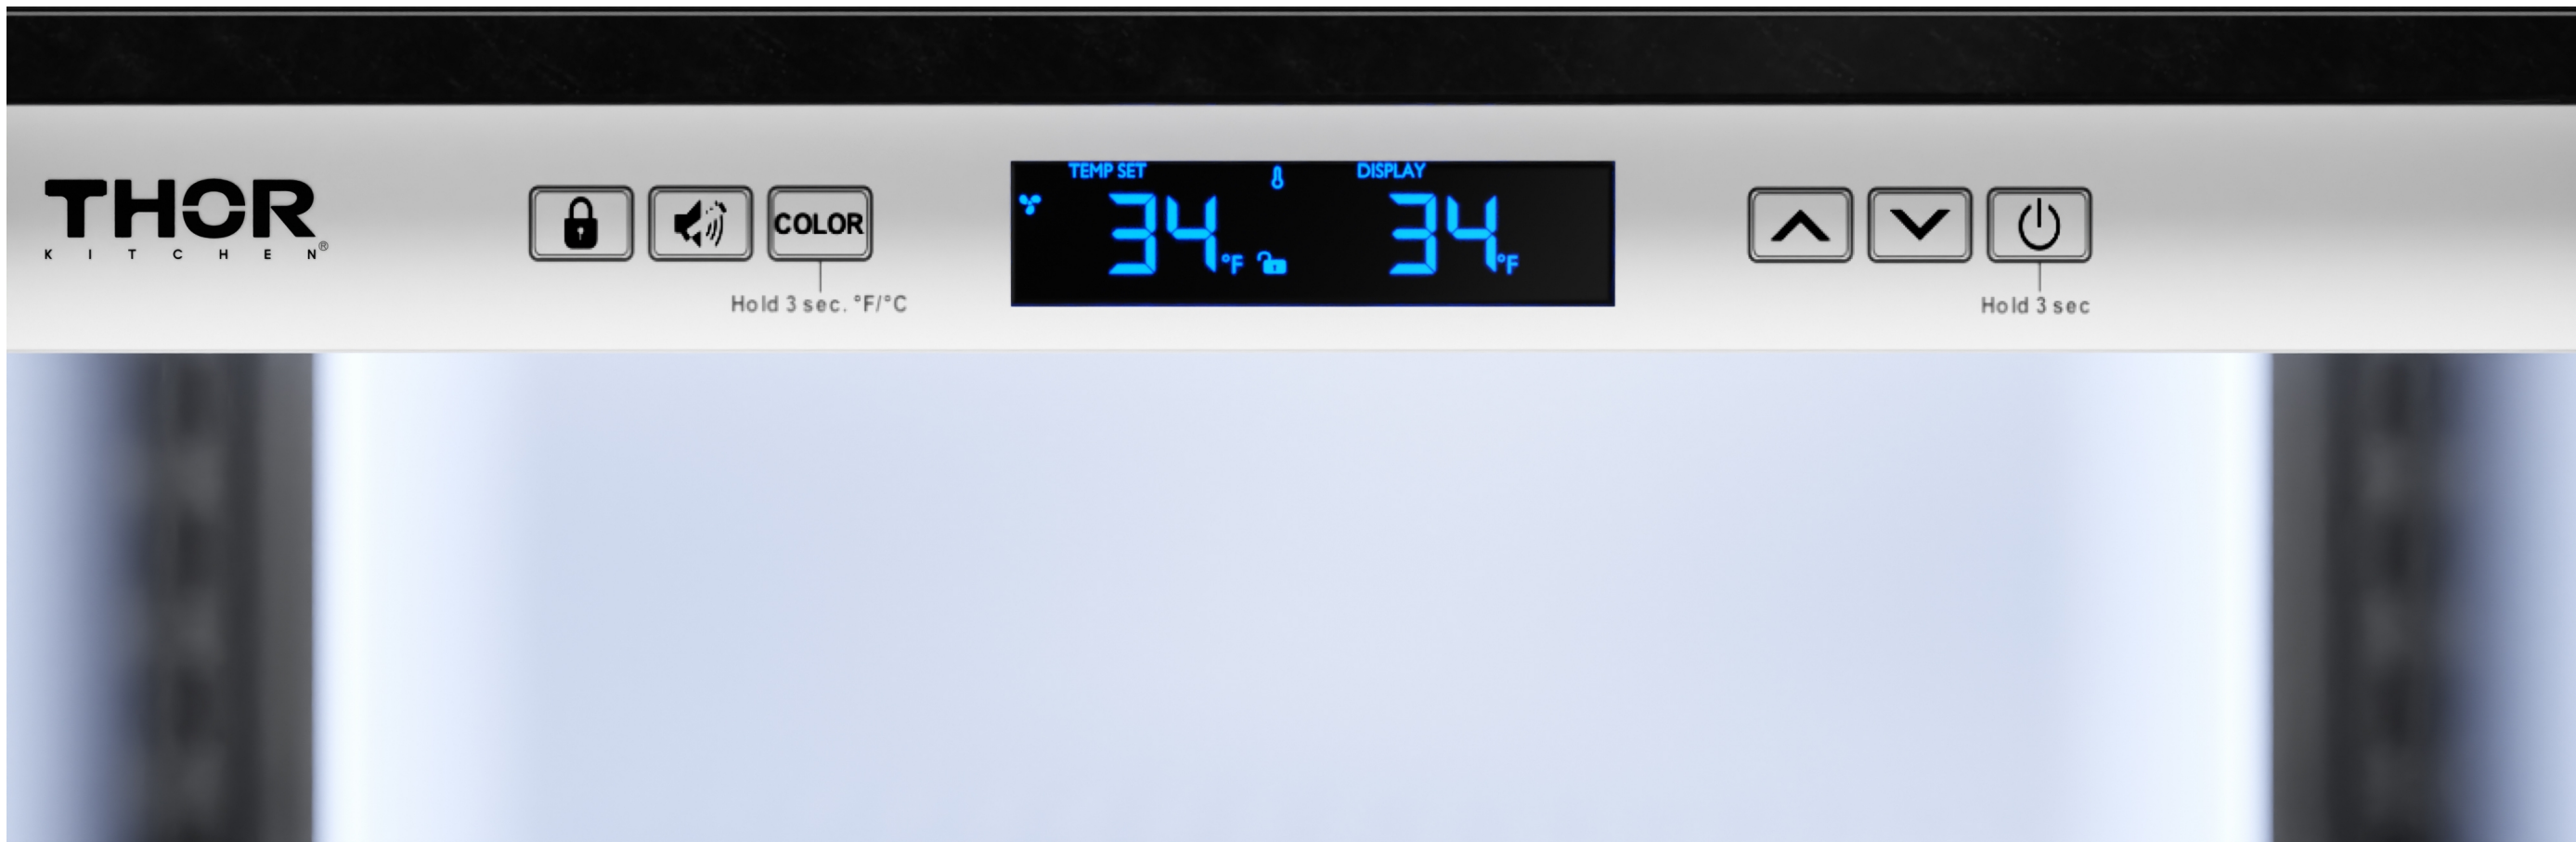 THOR
KITCHEN®
COLOR
Hold 3 sec. °F/°C
TEMP SET
34 °F
DISPLAY
34 °F
Hold 3 sec